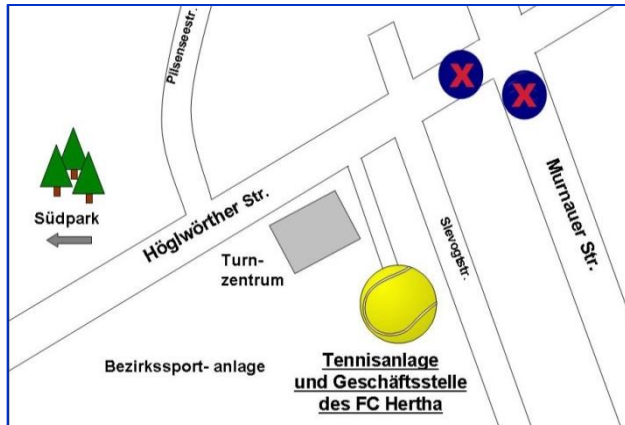 Pilsenseestr.
X
X
Südpark
Höglwörther Str.
Murnauer Str.
Slevogtstr.
Turn-
zentrum
Bezirkssport- anlage
Tennisanlage
und Geschäftsstelle
des FC Hertha